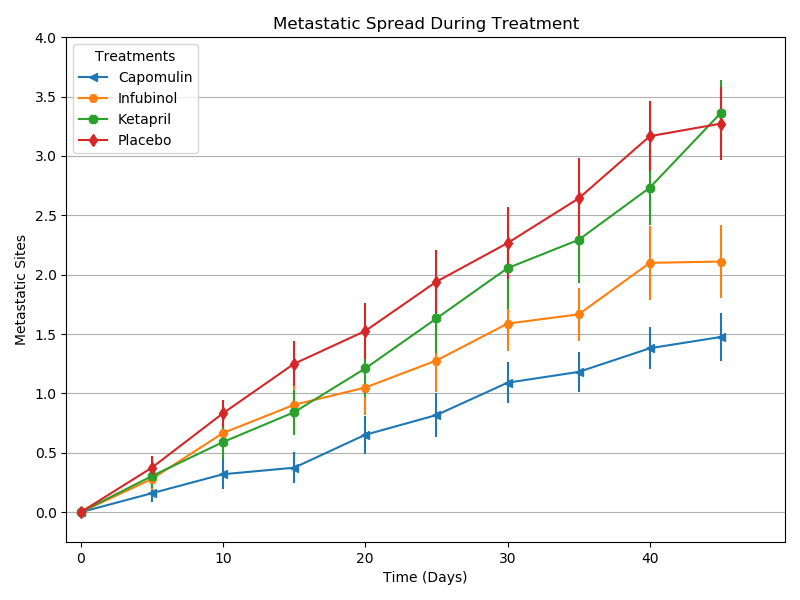 Metastatic Spread During Treatment
Treatments
Capomulin
Infubinol
Ketapril
Placebo
Metastatic Sites
4.0
3.5
3.0
2.5
2.0
1.5
1.0
0.5
0.0
0 10 20 30 40
Time (Days)